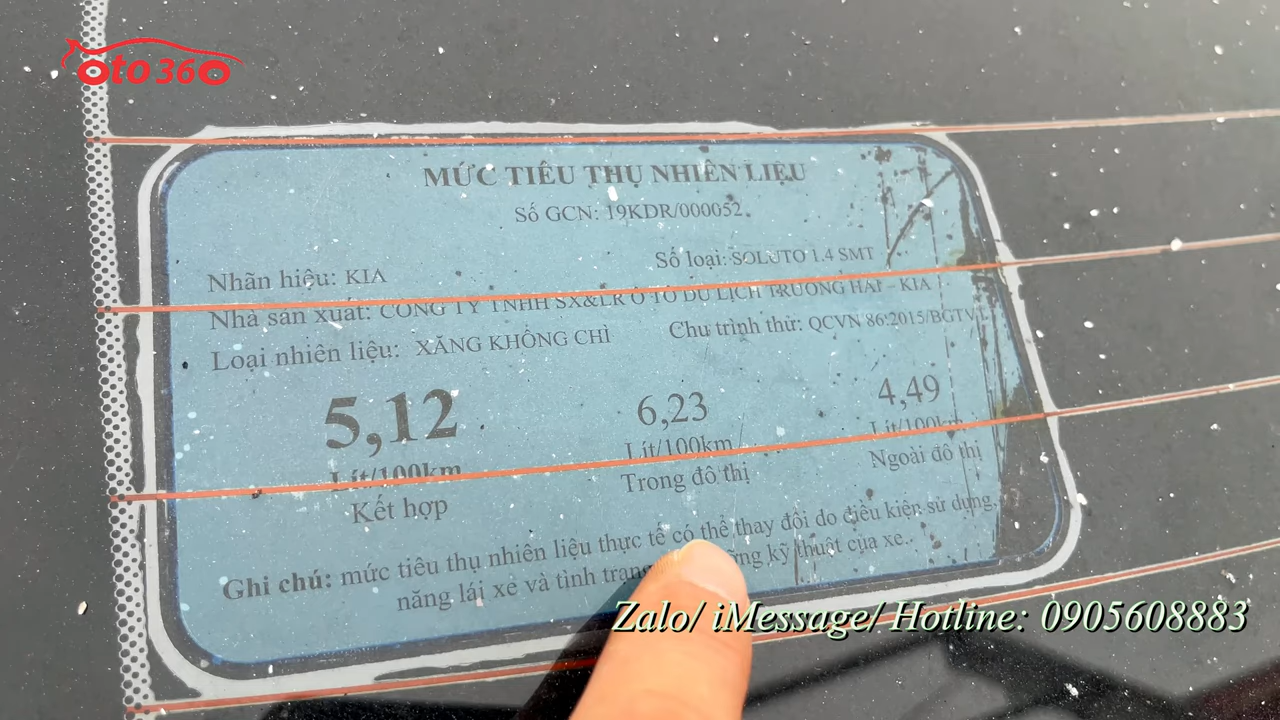 oto360
MỨC TIÊU THỤ NHIÊN LIỆU
Số GCN: 19KDR/000052.
Nhãn hiệu: KIA
Số loại: SOLUTO 1.4 SMT
Nhà sản xuất: CÔNG TY TNHH SX&LR Ô TÔ DU LỊCH TRƯỜNG HẢI – KIA
Loại nhiên liệu: XĂNG KHÔNG CHÌ
Chu trình thử: QCVN 86:2015/BGTVT
5,12
6,23
4,49
Lít/100km
Lít/100km
Lít/100km
Kết hợp
Trong đô thị
Ngoài đô thị
Ghi chú: mức tiêu thụ nhiên liệu thực tế có thể thay đổi do điều kiện sử dụng,
năng lái xe và tình trạng kỹ thuật của xe.
Zalo/ iMessage/ Hotline: 0905608883